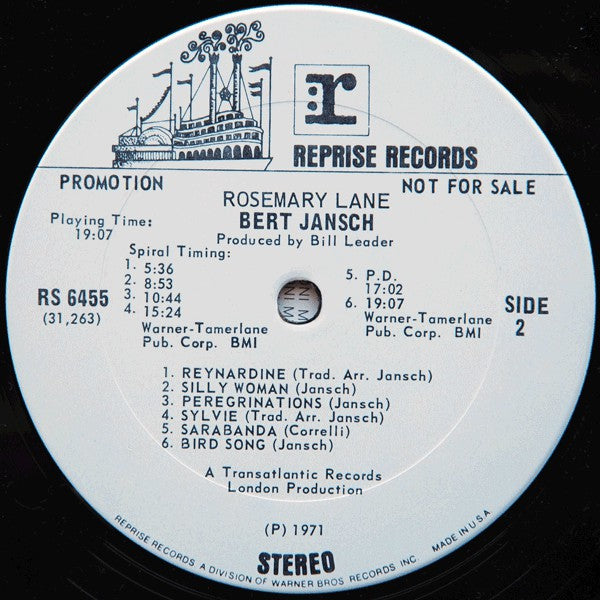 r:
REPRISE RECORDS
PROMOTION NOT FOR SALE
ROSEMARY LANE
BERT JANSCH
Produced by Bill Leader
Playing Time:
19:07
Spiral Timing:
1. 5:36
2. 8:53
3. 10:44
4. 15:24
Warner-Tamerlane
Pub. Corp. BMI
5. P.D.
17:02
6. 19:07
Warner-Tamerlane
Pub. Corp. BMI
RS 6455
(31,263)
SIDE
2
1. REYNARDINE (Trad. Arr. Jansch)
2. SILLY WOMAN (Jansch)
3. PEREGRINATIONS (Jansch)
4. SYLVIE (Trad. Arr. Jansch)
5. SARABANDA (Correlli)
6. BIRD SONG (Jansch)
A Transatlantic Records
London Production
(P) 1971
STEREO
REPRISE RECORDS A DIVISION OF WARNER BROS. RECORDS INC. MADE IN U.S.A.